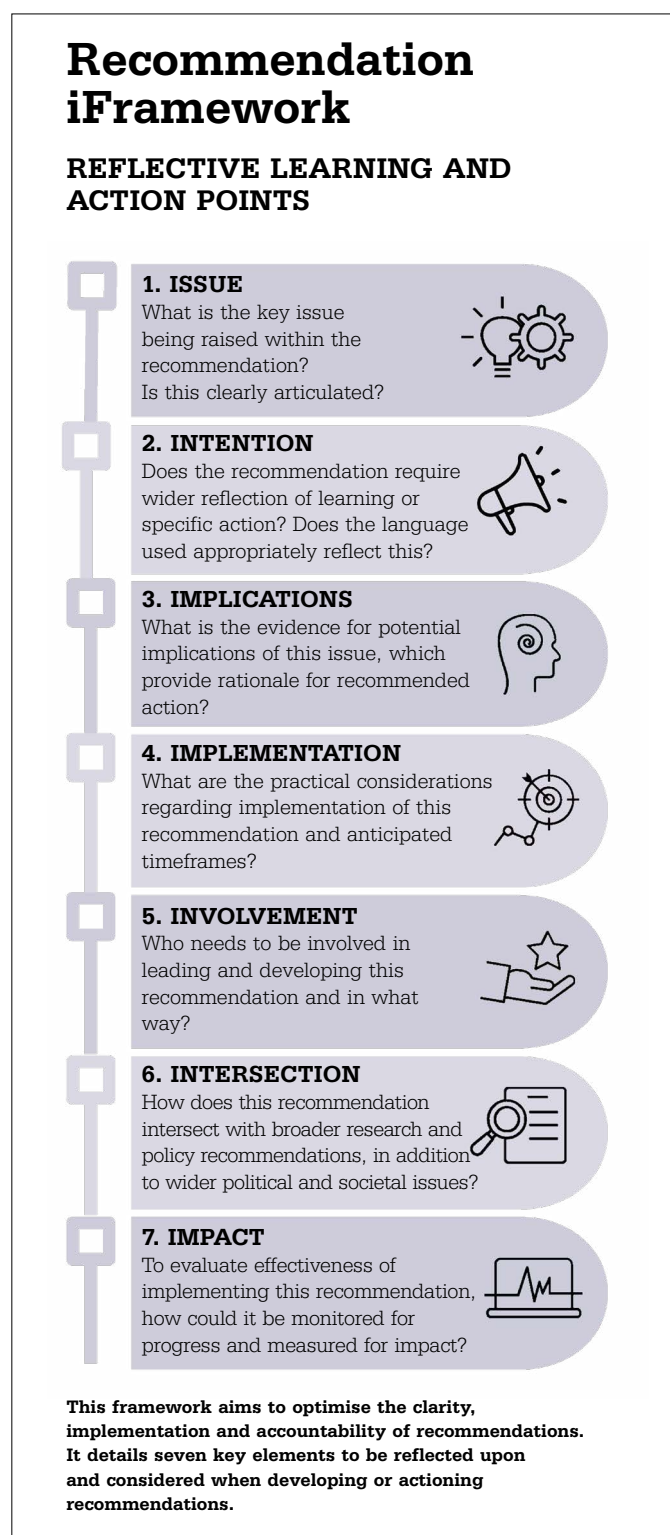 Recommendation
iFramework
REFLECTIVE LEARNING AND
ACTION POINTS
1. ISSUE
What is the key issue
being raised within the
recommendation?
Is this clearly articulated?
2. INTENTION
Does the recommendation require
wider reflection of learning or
specific action? Does the language
used appropriately reflect this?
3. IMPLICATIONS
What is the evidence for potential
implications of this issue, which
provide rationale for recommended
action?
4. IMPLEMENTATION
What are the practical considerations
regarding implementation of this
recommendation and anticipated
timeframes?
5. INVOLVEMENT
Who needs to be involved in
leading and developing this
recommendation and in what
way?
6. INTERSECTION
How does this recommendation
intersect with broader research and
policy recommendations, in addition
to wider political and societal issues?
7. IMPACT
To evaluate effectiveness of
implementing this recommendation,
how could it be monitored for
progress and measured for impact?
This framework aims to optimise the clarity,
implementation and accountability of recommendations.
It details seven key elements to be reflected upon
and considered when developing or actioning
recommendations.